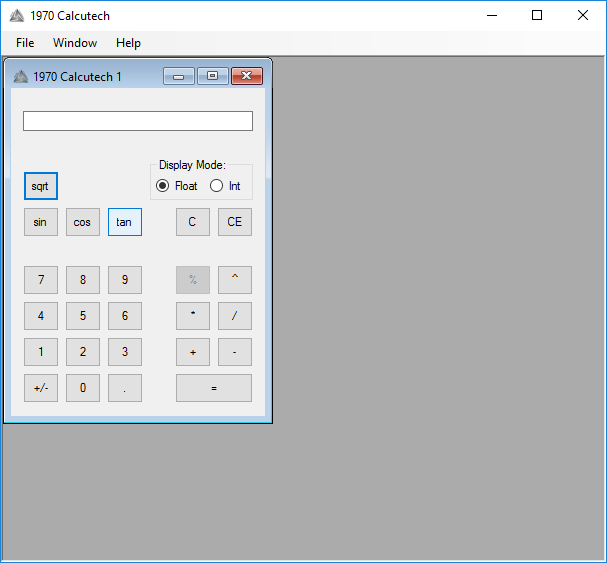 1970 Calcutech
File Window Help
1970 Calcutech 1
Display Mode:
sqrt Float Int
sin cos tan C CE
7 8 9 % ^
4 5 6 * /
1 2 3 + -
+/- 0 . =